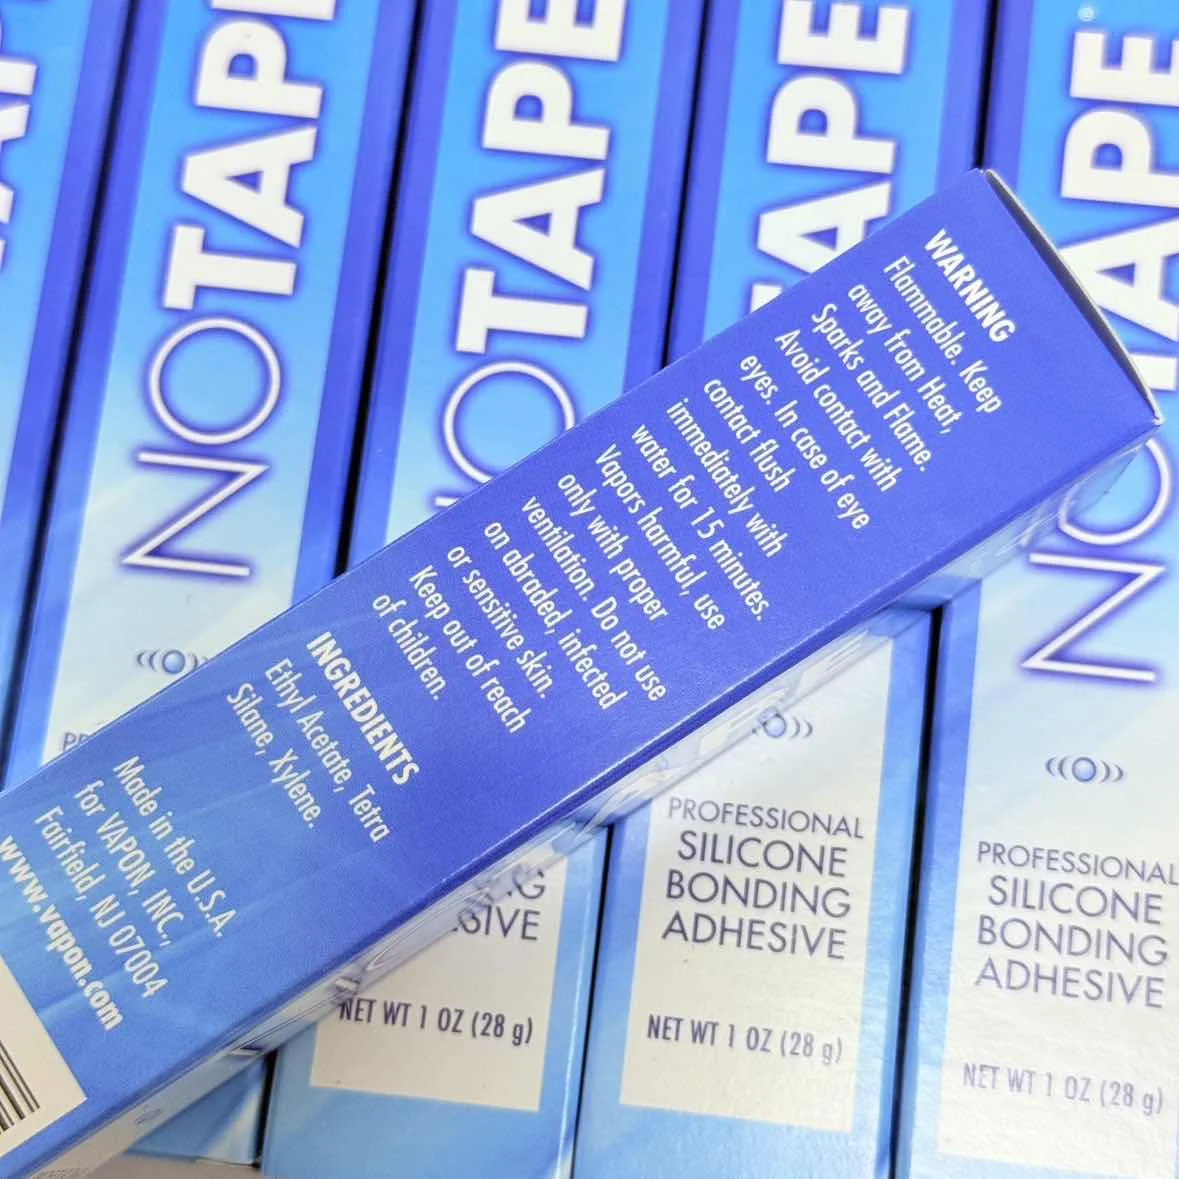 WARNING
Flammable. Keep
away from Heat,
Sparks and Flame.
Avoid contact with
eyes. In case of eye
contact flush
immediately with
water for 15 minutes.
Vapors harmful, use
only with proper
ventilation. Do not use
on abraded, infected
or sensitive skin.
Keep out of reach
of children.
INGREDIENTS
Ethyl Acetate, Tetra
Silane, Xylene.
Made in the U.S.A.
for VAPON, INC.,
Fairfield, NJ 07004
www.vapon.com
NOTAPE
NOTAPE
TAPE
NOTAPE
PROFESSIONAL
SILICONE
BONDING
ADHESIVE
NET WT 1 OZ (28 g)
PROFESSIONAL
SILICONE
BONDING
ADHESIVE
NET WT 1 OZ (28 g)
NET WT 1 OZ (28 g)